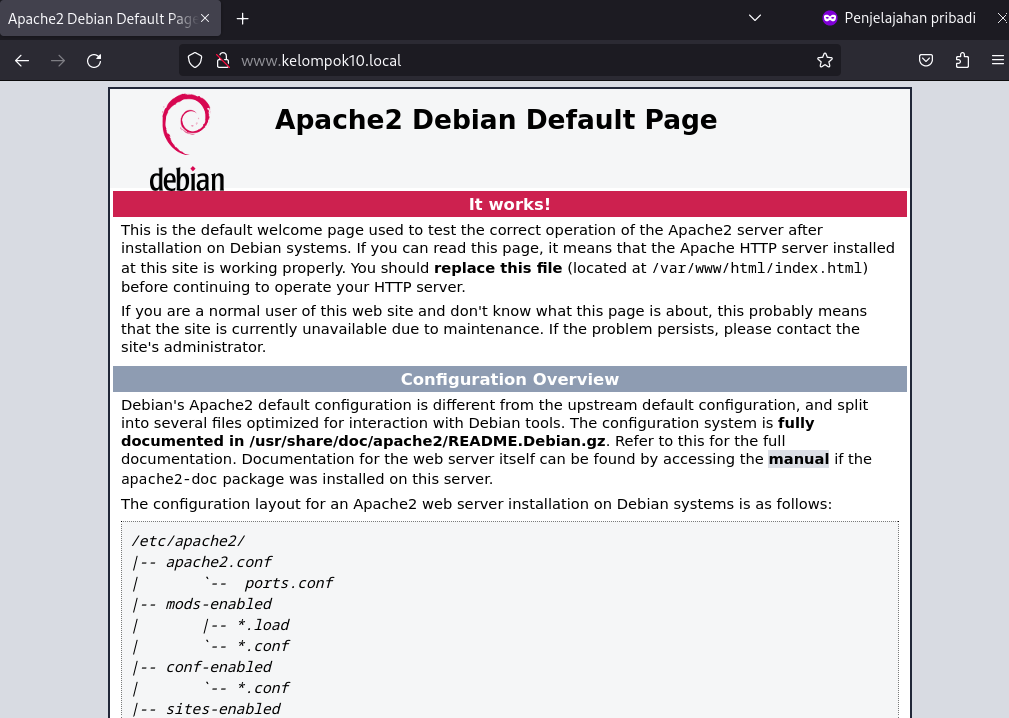 Apache2 Debian Default Pag
Penjelajahan pribadi
www.kelompok10.local
debian
Apache2 Debian Default Page
It works!
This is the default welcome page used to test the correct operation of the Apache2 server after
installation on Debian systems. If you can read this page, it means that the Apache HTTP server installed
at this site is working properly. You should replace this file (located at /var/www/html/index.html)
before continuing to operate your HTTP server.
If you are a normal user of this web site and don't know what this page is about, this probably means
that the site is currently unavailable due to maintenance. If the problem persists, please contact the
site's administrator.
Configuration Overview
Debian's Apache2 default configuration is different from the upstream default configuration, and split
into several files optimized for interaction with Debian tools. The configuration system is fully
documented in /usr/share/doc/apache2/README.Debian.gz. Refer to this for the full
documentation. Documentation for the web server itself can be found by accessing the manual if the
apache2-doc package was installed on this server.
The configuration layout for an Apache2 web server installation on Debian systems is as follows:
/etc/apache2/
|-- apache2.conf
|       `--  ports.conf
|-- mods-enabled
|       |-- *.load
|       `-- *.conf
|-- conf-enabled
|       `-- *.conf
|-- sites-enabled